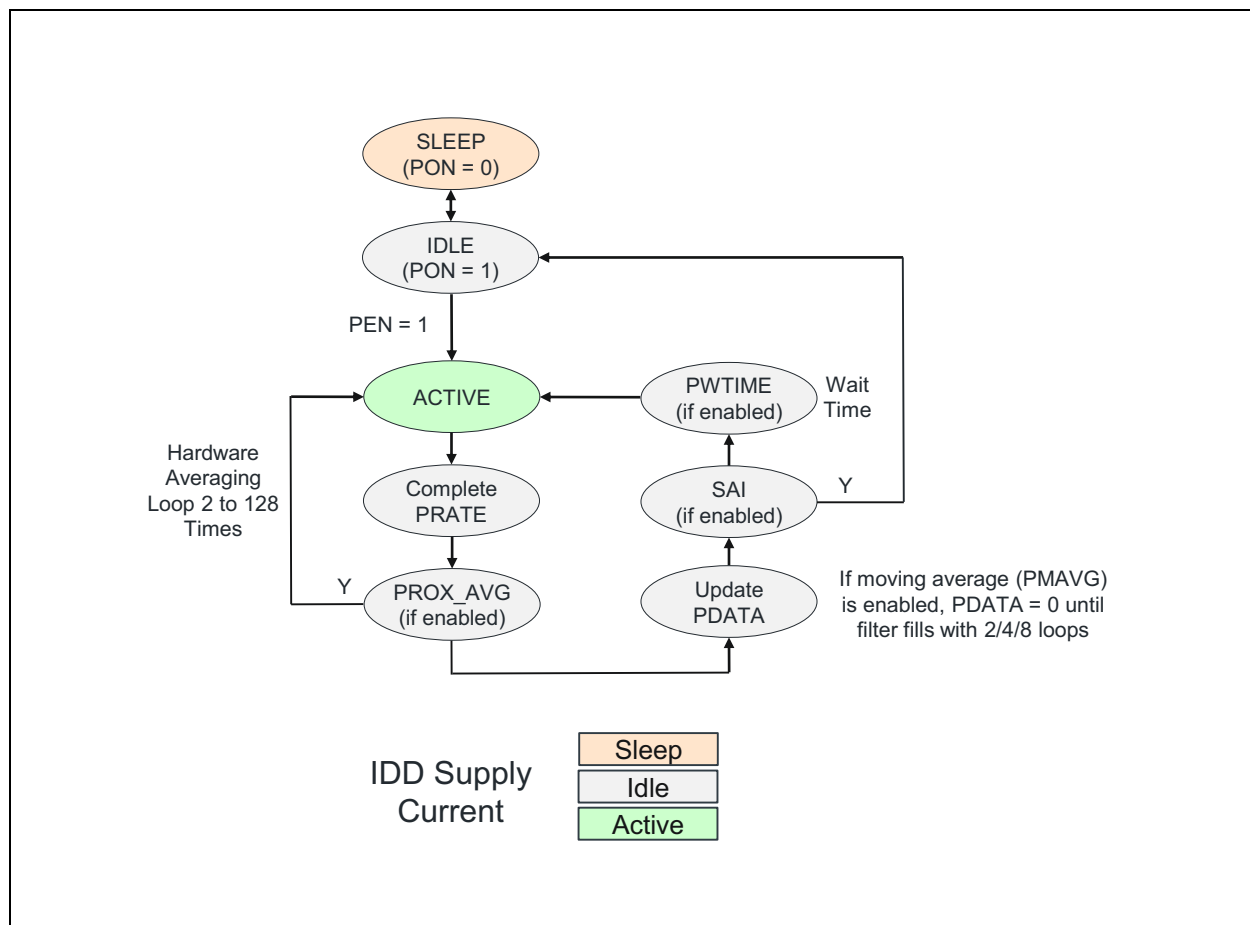 SLEEP
(PON = 0)
IDLE
(PON = 1)
PEN = 1
ACTIVE
PWTIME
(if enabled)
Wait
Time
Hardware
Averaging
Loop 2 to 128
Times
Complete
PRATE
SAI
(if enabled)
Y
Y
PROX_AVG
(if enabled)
Update
PDATA
If moving average (PMAVG)
is enabled, PDATA = 0 until
filter fills with 2/4/8 loops
IDD Supply
Current
Sleep
Idle
Active